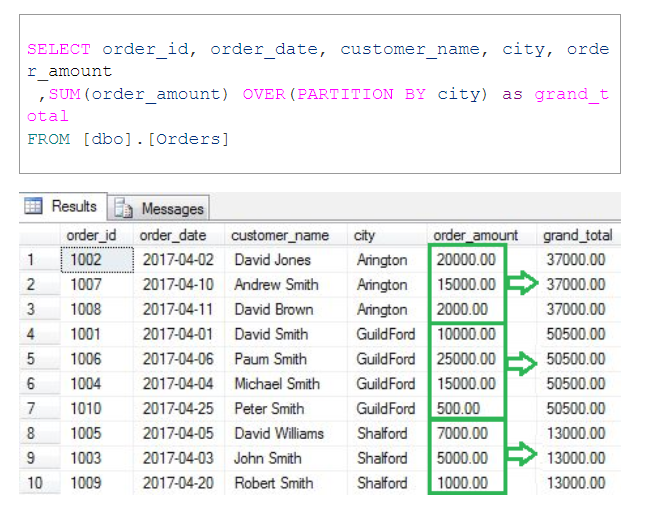 SELECT order_id, order_date, customer_name, city, orde
r_amount
,SUM(order_amount) OVER(PARTITION BY city) as grand_t
otal
FROM [dbo].[Orders]
Results Messages
order_id order_date customer_name city order_amount grand_total
1 1002 2017-04-02 David Jones Arington 20000.00 37000.00
2 1007 2017-04-10 Andrew Smith Arington 15000.00 37000.00
3 1008 2017-04-11 David Brown Arington 2000.00 37000.00
4 1001 2017-04-01 David Smith GuildFord 10000.00 50500.00
5 1006 2017-04-06 Paum Smith GuildFord 25000.00 50500.00
6 1004 2017-04-04 Michael Smith GuildFord 15000.00 50500.00
7 1010 2017-04-25 Peter Smith GuildFord 500.00 50500.00
8 1005 2017-04-05 David Williams Shalford 7000.00 13000.00
9 1003 2017-04-03 John Smith Shalford 5000.00 13000.00
10 1009 2017-04-20 Robert Smith Shalford 1000.00 13000.00